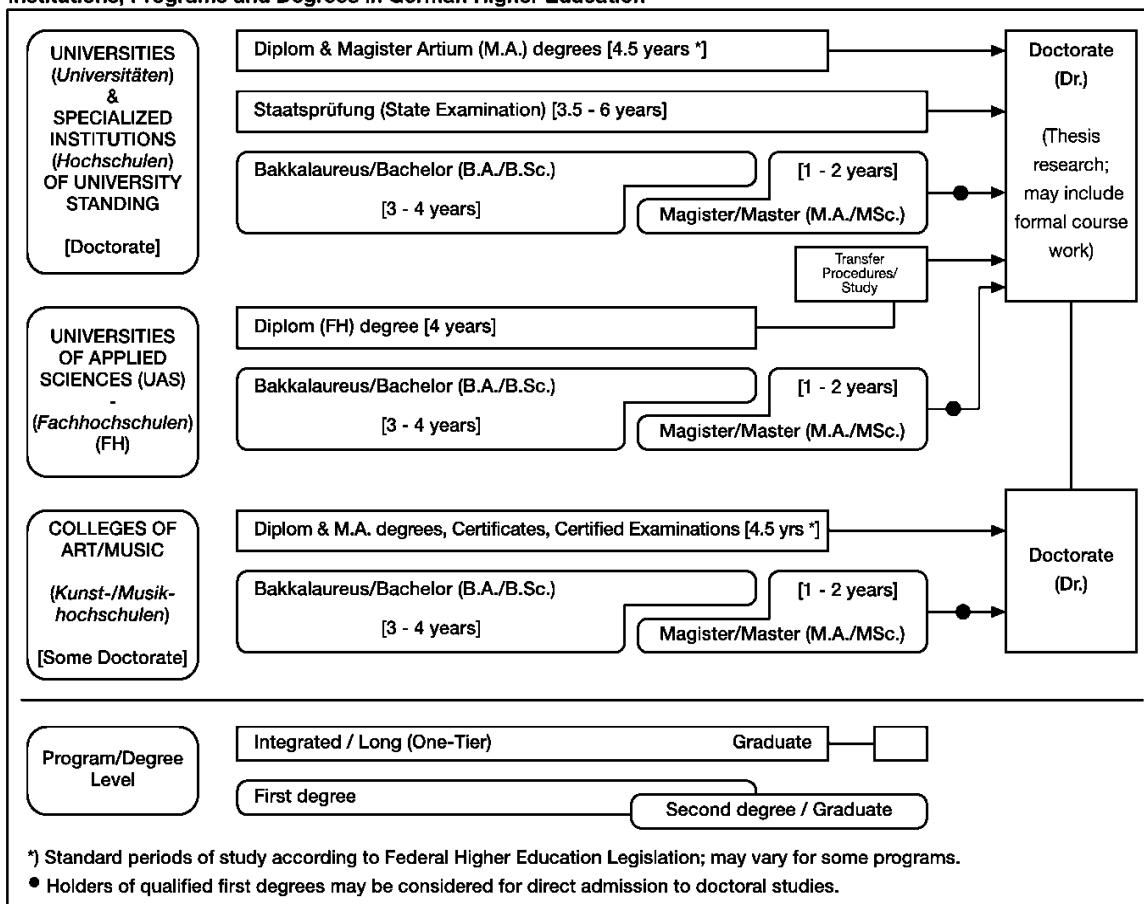 Institutions, Programs and Degrees in German Higher Education
UNIVERSITIES
(Universitäten)
&
SPECIALIZED
INSTITUTIONS
(Hochschulen)
OF UNIVERSITY
STANDING
[Doctorate]
Diplom & Magister Artium (M.A.) degrees [4.5 years *]
Staatsprüfung (State Examination) [3.5 - 6 years]
Bakkalaureus/Bachelor (B.A./B.Sc.)
[3 - 4 years]
[1 - 2 years]
Magister/Master (M.A./MSc.)
Transfer
Procedures/
Study
Doctorate
(Dr.)
(Thesis
research;
may include
formal course
work)
UNIVERSITIES
OF APPLIED
SCIENCES (UAS)
-
(Fachhochschulen)
(FH)
Diplom (FH) degree [4 years]
Bakkalaureus/Bachelor (B.A./B.Sc.)
[3 - 4 years]
[1 - 2 years]
Magister/Master (M.A./MSc.)
COLLEGES OF
ART/MUSIC
(Kunst-/Musik-
hochschulen)
[Some Doctorate]
Diplom & M.A. degrees, Certificates, Certified Examinations [4.5 yrs *]
Bakkalaureus/Bachelor (B.A./B.Sc.)
[3 - 4 years]
[1 - 2 years]
Magister/Master (M.A./MSc.)
Doctorate
(Dr.)
Program/Degree
Level
Integrated / Long (One-Tier) Graduate
First degree
Second degree / Graduate
*) Standard periods of study according to Federal Higher Education Legislation; may vary for some programs.
● Holders of qualified first degrees may be considered for direct admission to doctoral studies.